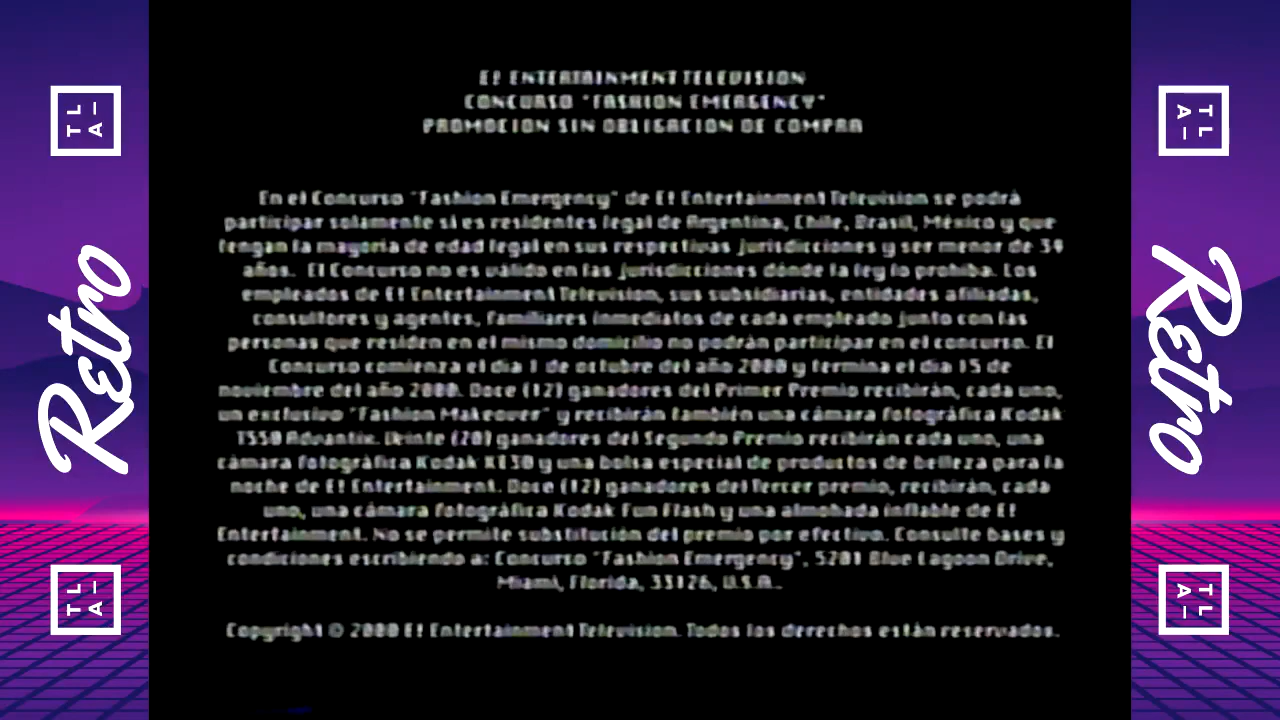 E! ENTERTAINMENT TELEVISION
CONCURSO "FASHION EMERGENCY"
PROMOCION SIN OBLIGACION DE COMPRA
En el Concurso "Fashion Emergency" de E! Entertainment Television se podrá
participar solamente si es residentes legal de Argentina, Chile, Brasil, México y que
tengan la mayoría de edad legal en sus respectivas jurisdicciones y ser menor de 39
años. El Concurso no es válido en las jurisdicciones dónde la ley lo prohiba. Los
empleados de E! Entertainment Television, sus subsidiarias, entidades afiliadas,
consultores y agentes, familiares inmediatos de cada empleado junto con las
personas que residen en el mismo domicilio no podrán participar en el concurso. El
Concurso comienza el día 1 de octubre del año 2000 y termina el día 15 de
noviembre del año 2000. Doce (12) ganadores del Primer Premio recibirán, cada uno,
un exclusivo "Fashion Makeover" y recibirán también una cámara fotográfica Kodak
T550 Advantix. Veinte (20) ganadores del Segundo Premio recibirán cada uno, una
cámara fotográfica Kodak KE30 y una bolsa especial de productos de belleza para la
noche de E! Entertainment. Doce (12) ganadores del Tercer premio, recibirán, cada
uno, una cámara fotográfica Kodak Fun Flash y una almohada inflable de E!
Entertainment. No se permite substitución del premio por efectivo. Consulte bases y
condiciones escribiendo a: Concurso "Fashion Emergency", 5201 Blue Lagoon Drive,
Miami, Florida, 33126, U.S.A..
Copyright © 2000 E! Entertainment Television. Todos los derechos están reservados.
TLA
Retro
TLA
TLA
Retro
TLA